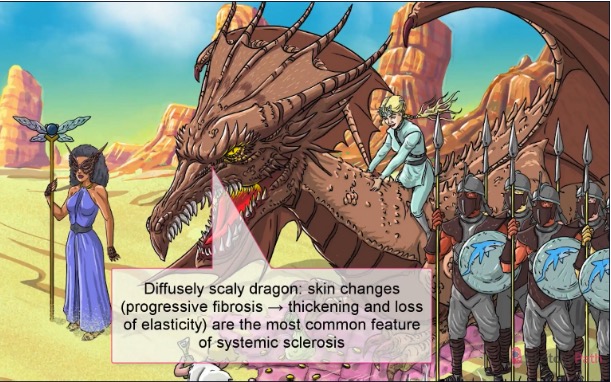 Diffusely scaly dragon: skin changes
(progressive fibrosis → thickening and loss
of elasticity) are the most common feature
of systemic sclerosis